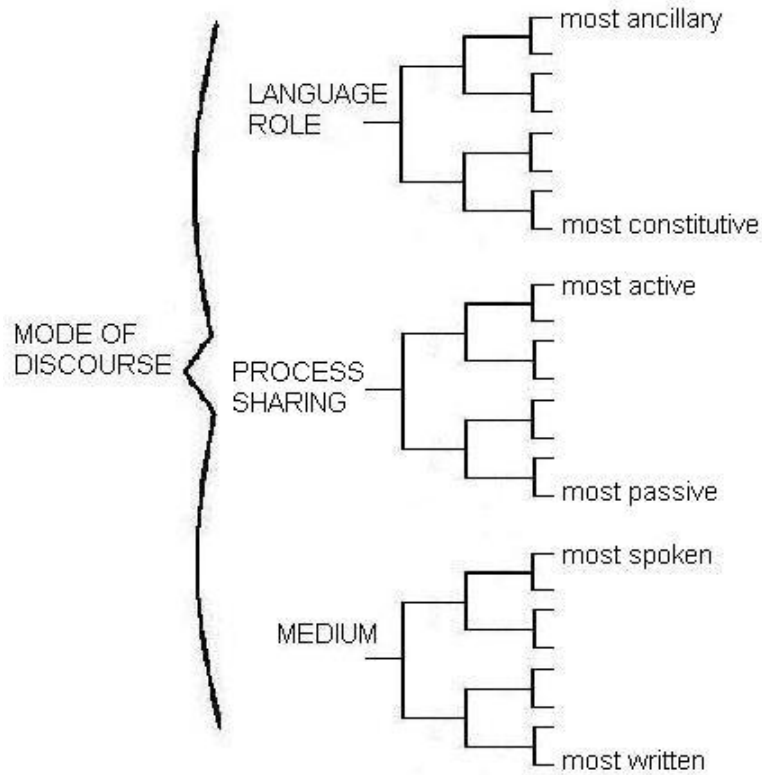 most ancillary
LANGUAGE
ROLE
most constitutive
most active
MODE OF
DISCOURSE
PROCESS
SHARING
most passive
most spoken
MEDIUM
most written